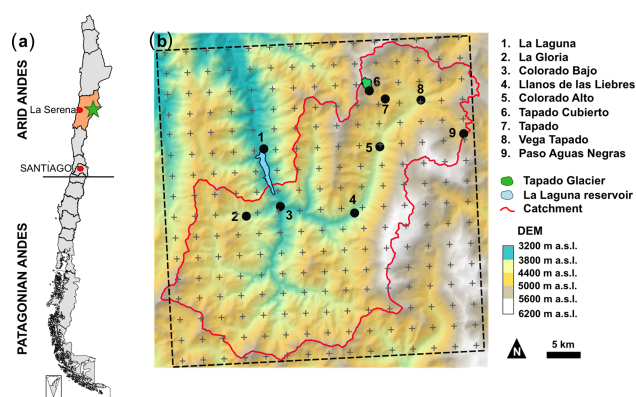 (a)
ARID ANDES
La Serena
SANTIAGO
PATAGONIAN ANDES
(b)
1
2
3
4
5
6
7
8
9
1. La Laguna
2. La Gloria
3. Colorado Bajo
4. Llanos de las Liebres
5. Colorado Alto
6. Tapado Cubierto
7. Tapado
8. Vega Tapado
9. Paso Aguas Negras
Tapado Glacier
La Laguna reservoir
Catchment
DEM
3200 m a.s.l.
3800 m a.s.l.
4400 m a.s.l.
5000 m a.s.l.
5600 m a.s.l.
6200 m a.s.l.
N
5 km